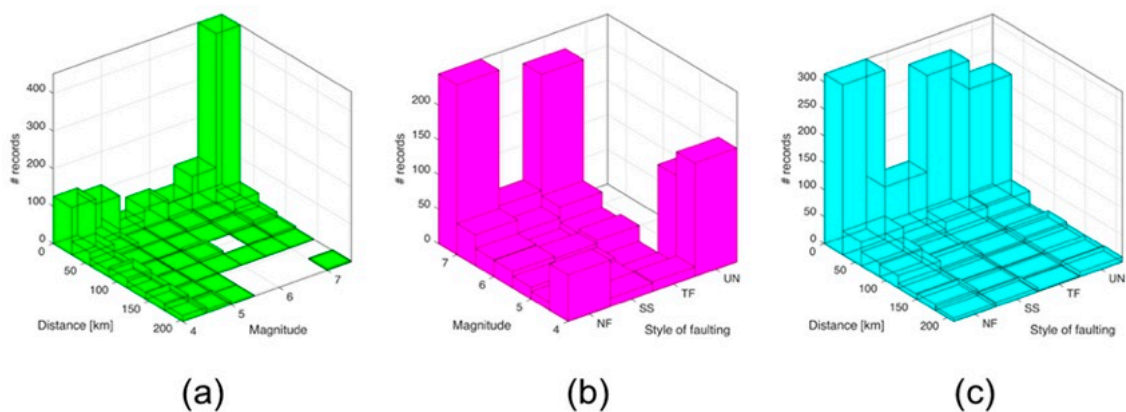 400
300
200
100
0
# records
50
100
150
200
Distance [km]
4
5
6
7
Magnitude
(a)
200
150
100
50
0
# records
7
6
5
4
Magnitude
NF
SS
TF
UN
Style of faulting
(b)
300
250
200
150
100
50
0
# records
50
100
150
200
Distance [km]
NF
SS
TF
UN
Style of faulting
(c)